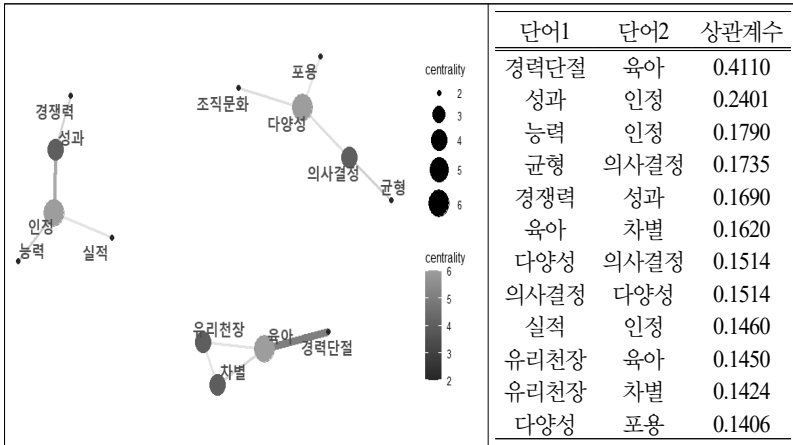 포용
조직문화
다양성
의사결정
균형
경쟁력
성과
인정
능력
실적
유리천장
육아
경력단절
차별
centrality
2
3
4
5
6
centrality
6
5
4
3
2
단어1 단어2 상관계수
경력단절 육아 0.4110
성과 인정 0.2401
능력 인정 0.1790
균형 의사결정 0.1735
경쟁력 성과 0.1690
육아 차별 0.1620
다양성 의사결정 0.1514
의사결정 다양성 0.1514
실적 인정 0.1460
유리천장 육아 0.1450
유리천장 차별 0.1424
다양성 포용 0.1406